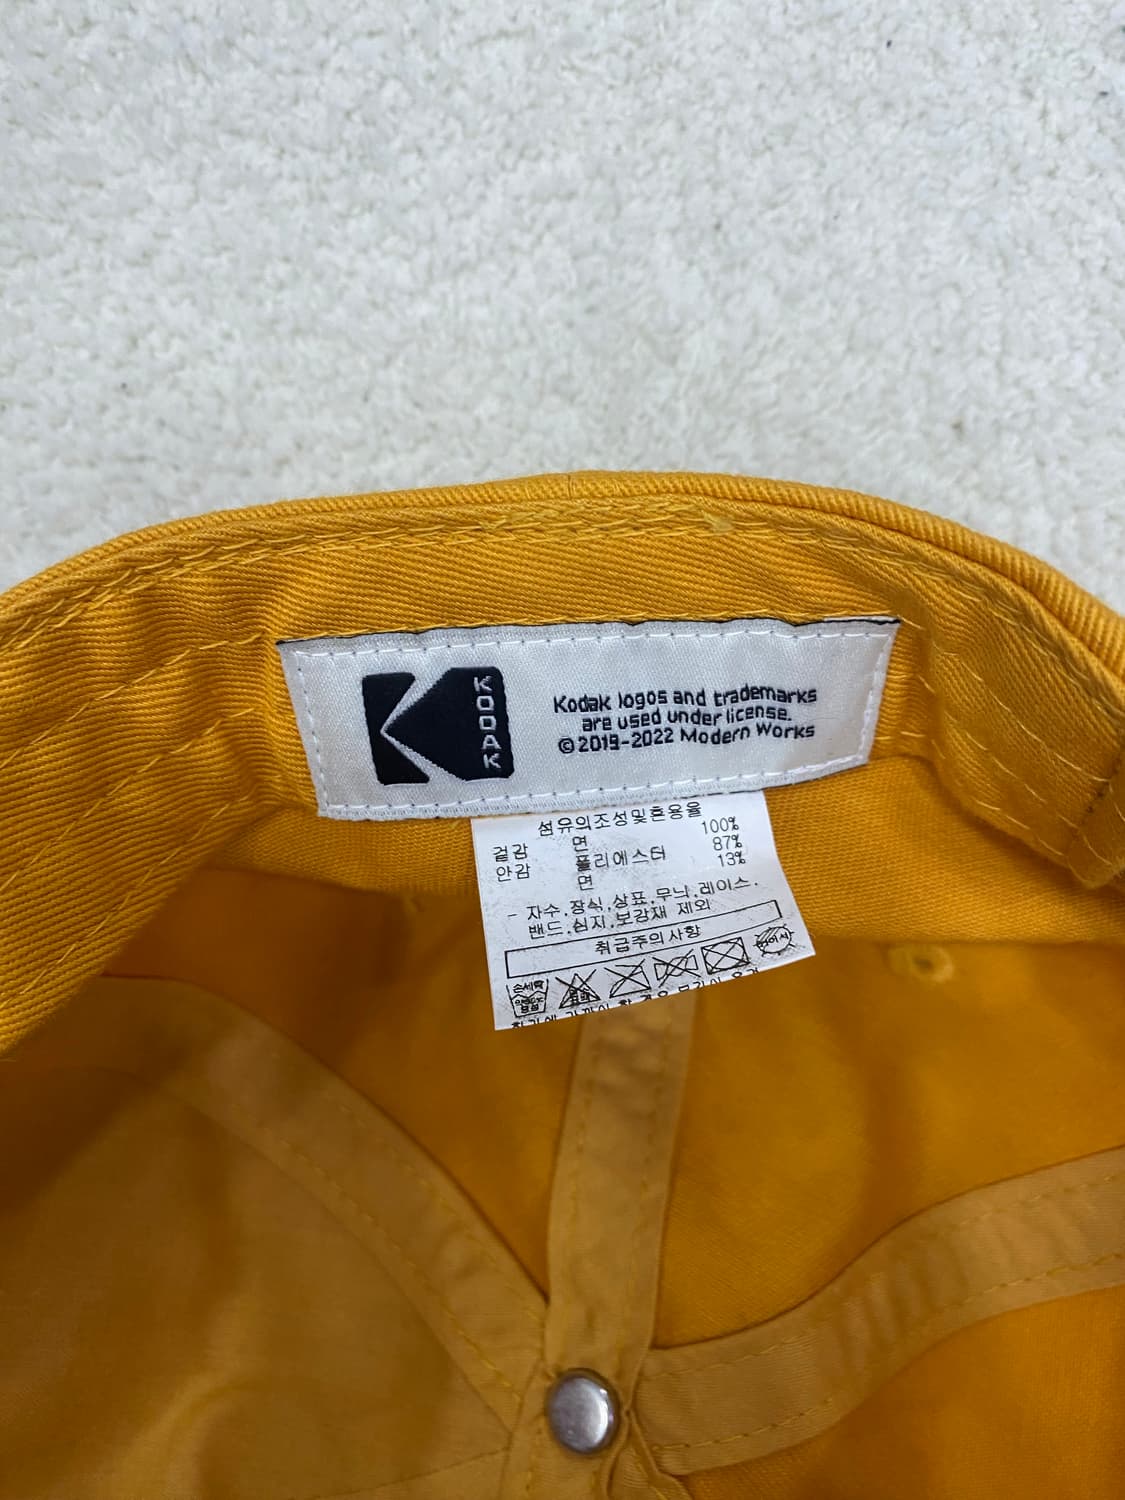 KODAK
Kodak logos and trademarks
are used under license.
©2019-2022 Modern Works
섬유의조성및혼용율
겉감 면 100%
안감 폴리에스터 87%
면 13%
- 자수.장식.상표.무늬.레이스.
밴드.심지.보강재 제외
취급주의사항
손세탁